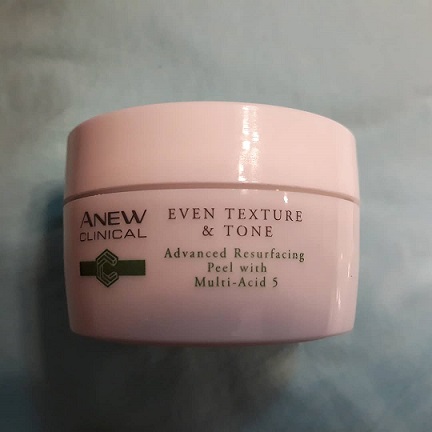 ANEW
CLINICAL
EVEN TEXTURE
& TONE
Advanced Resurfacing
Peel with
Multi-Acid 5